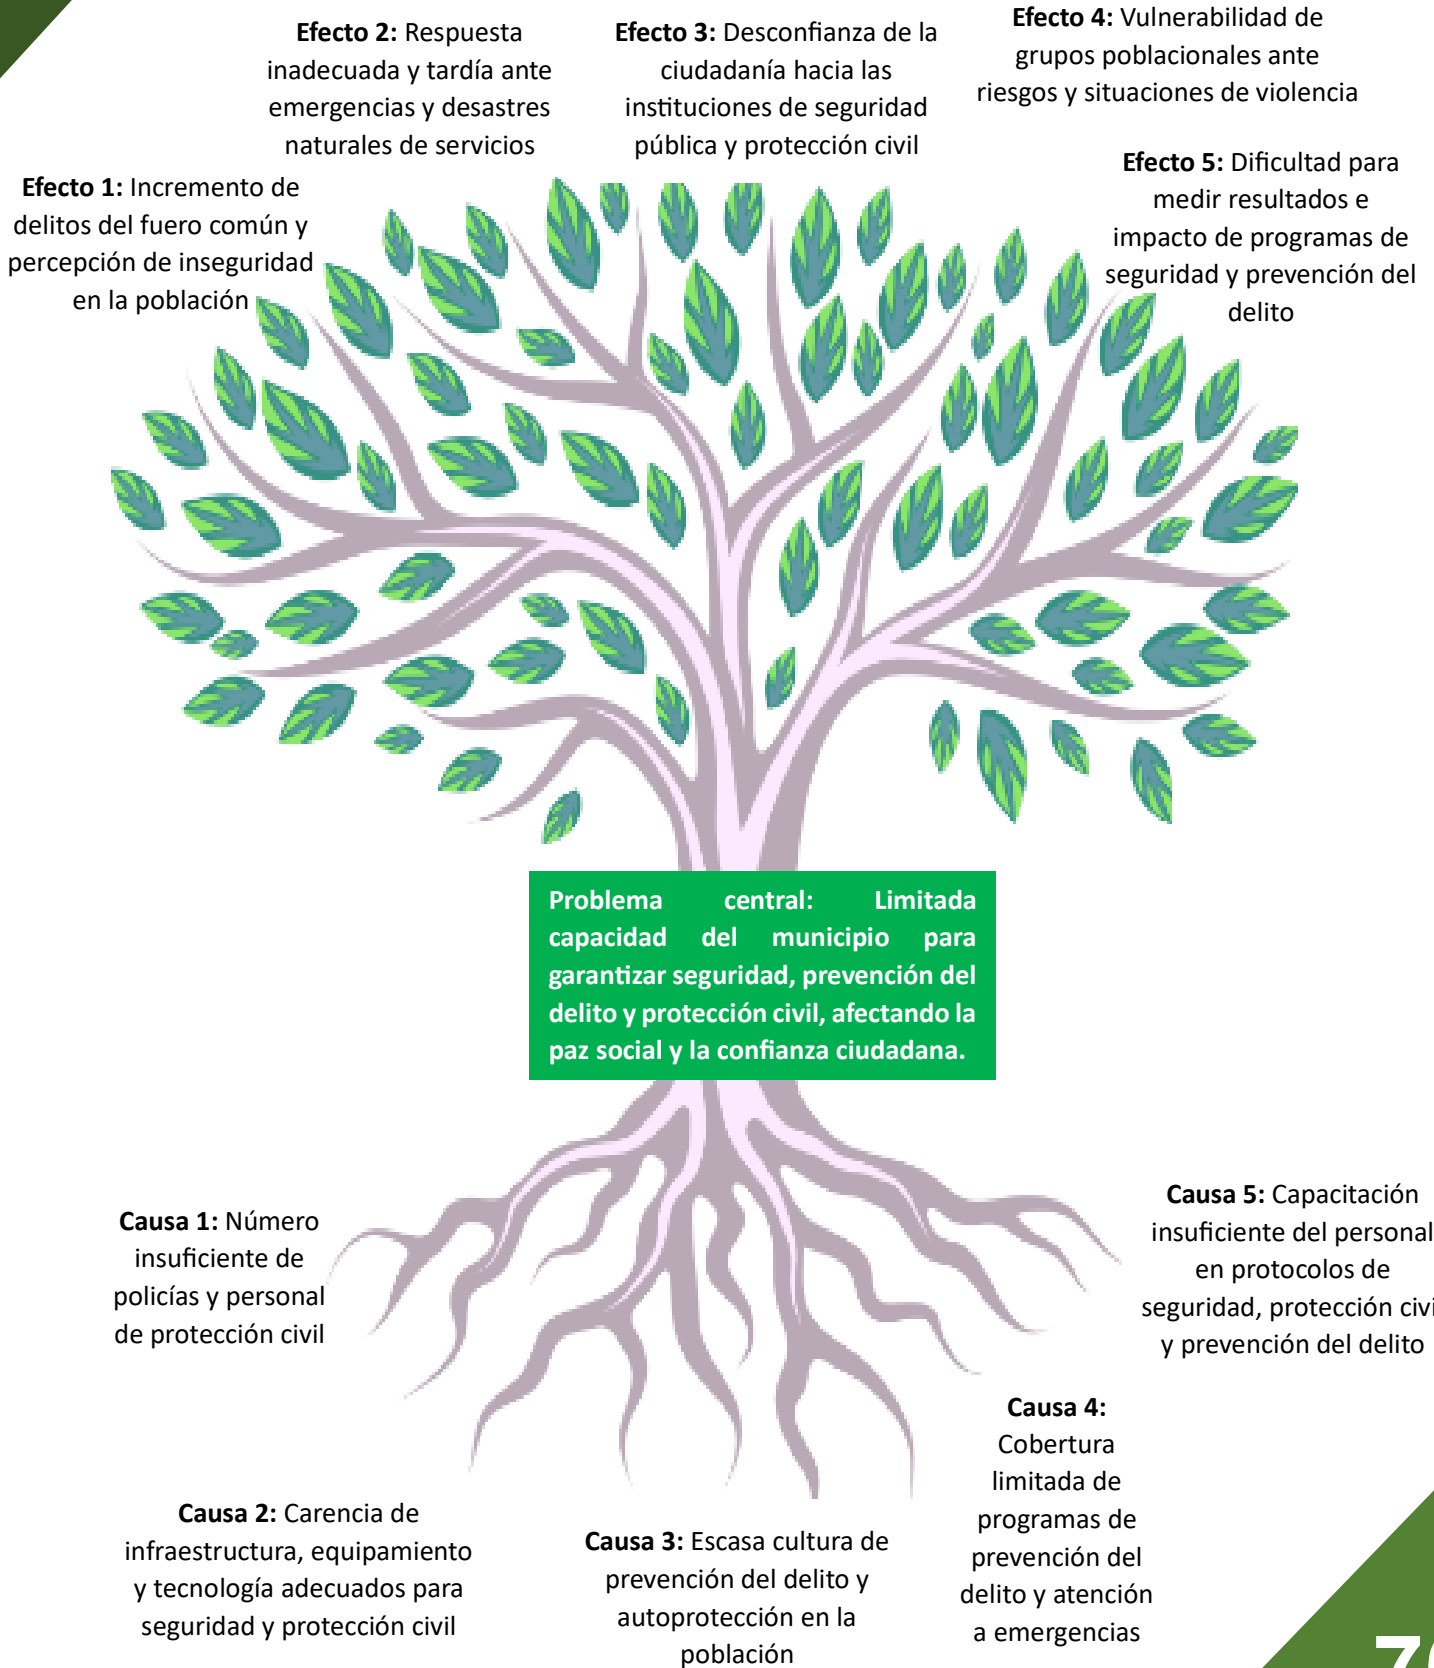 Efecto 1: Incremento de
delitos del fuero común y
percepción de inseguridad
en la población
Efecto 2: Respuesta
inadecuada y tardía ante
emergencias y desastres
naturales de servicios
Efecto 3: Desconfianza de la
ciudadanía hacia las
instituciones de seguridad
pública y protección civil
Efecto 4: Vulnerabilidad de
grupos poblacionales ante
riesgos y situaciones de violencia
Efecto 5: Dificultad para
medir resultados e
impacto de programas de
seguridad y prevención del
delito
Problema central: Limitada
capacidad del municipio para
garantizar seguridad, prevención del
delito y protección civil, afectando la
paz social y la confianza ciudadana.
Causa 1: Número
insuficiente de
policías y personal
de protección civil
Causa 2: Carencia de
infraestructura, equipamiento
y tecnología adecuados para
seguridad y protección civil
Causa 3: Escasa cultura de
prevención del delito y
autoprotección en la
población
Causa 4:
Cobertura
limitada de
programas de
prevención del
delito y atención
a emergencias
Causa 5: Capacitación
insuficiente del personal
en protocolos de
seguridad, protección civi
y prevención del delito